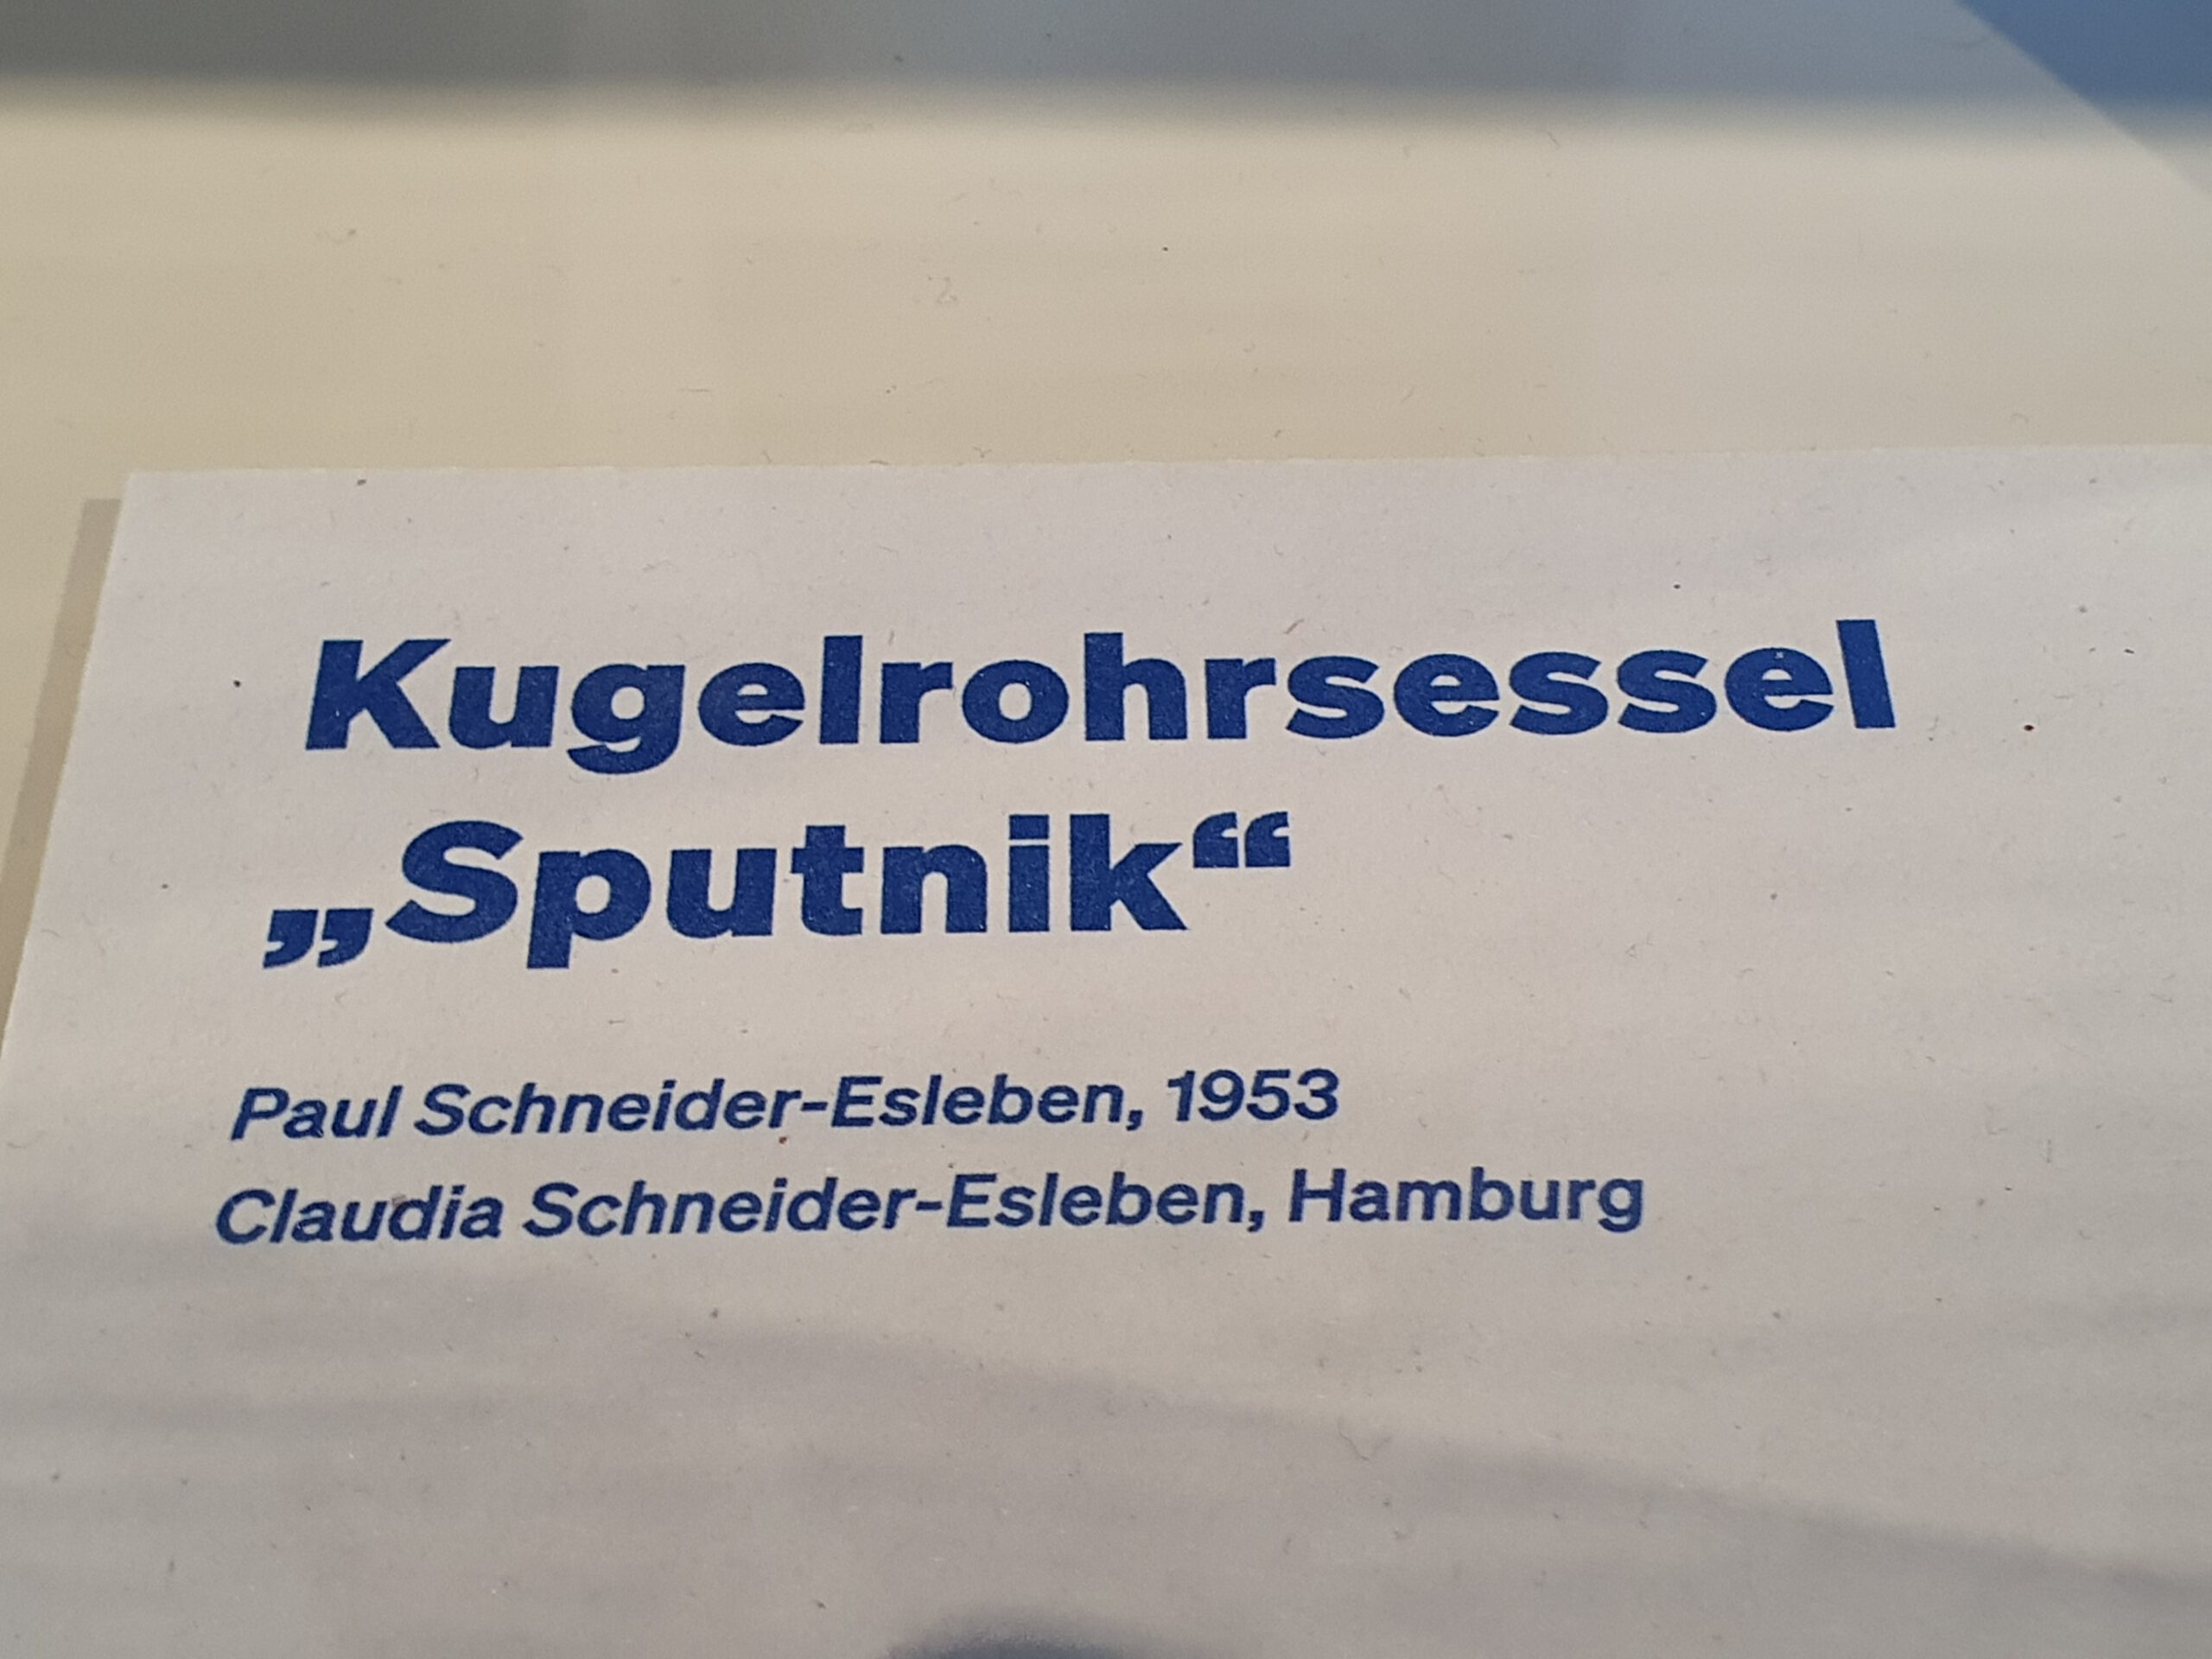 Kugelrohrsessel
„Sputnik“
Paul Schneider-Esleben, 1953
Claudia Schneider-Esleben, Hamburg